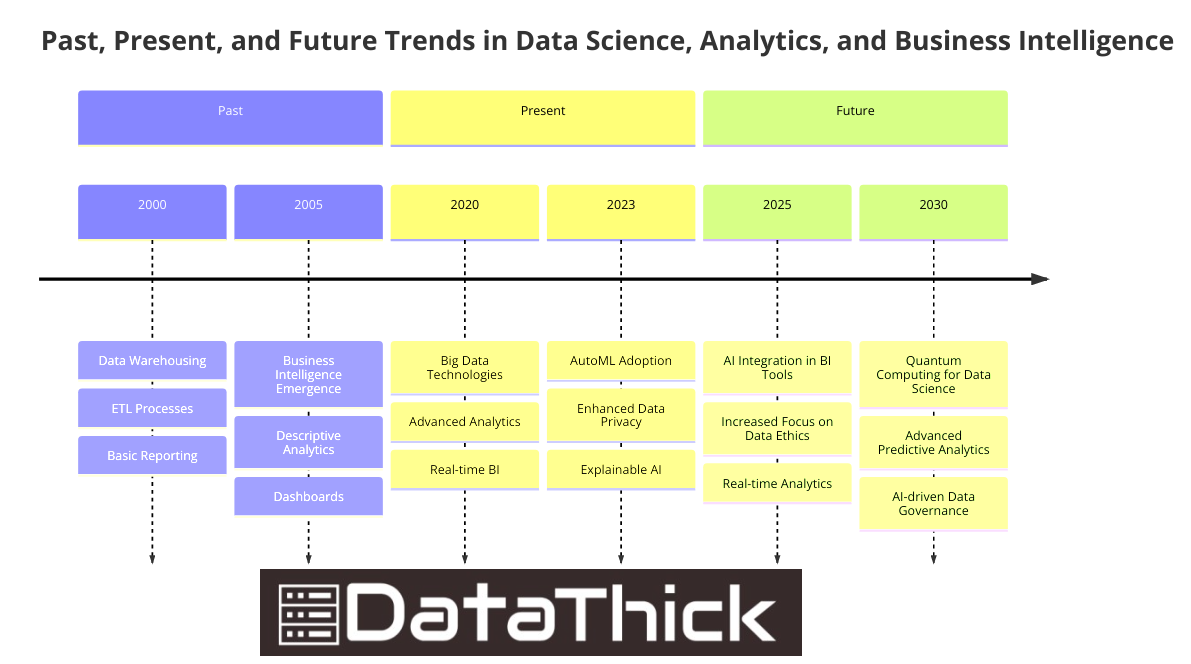 Past, Present, and Future Trends in Data Science, Analytics, and Business Intelligence
Past
Present
Future
2000
2005
2020
2023
2025
2030
Data Warehousing
ETL Processes
Basic Reporting
Business
Intelligence
Emergence
Descriptive
Analytics
Dashboards
Big Data
Technologies
Advanced Analytics
Real-time BI
AutoML Adoption
Enhanced Data
Privacy
Explainable AI
AI Integration in BI
Tools
Increased Focus on
Data Ethics
Real-time Analytics
Quantum
Computing for Data
Science
Advanced
Predictive Analytics
AI-driven Data
Governance
DataThick